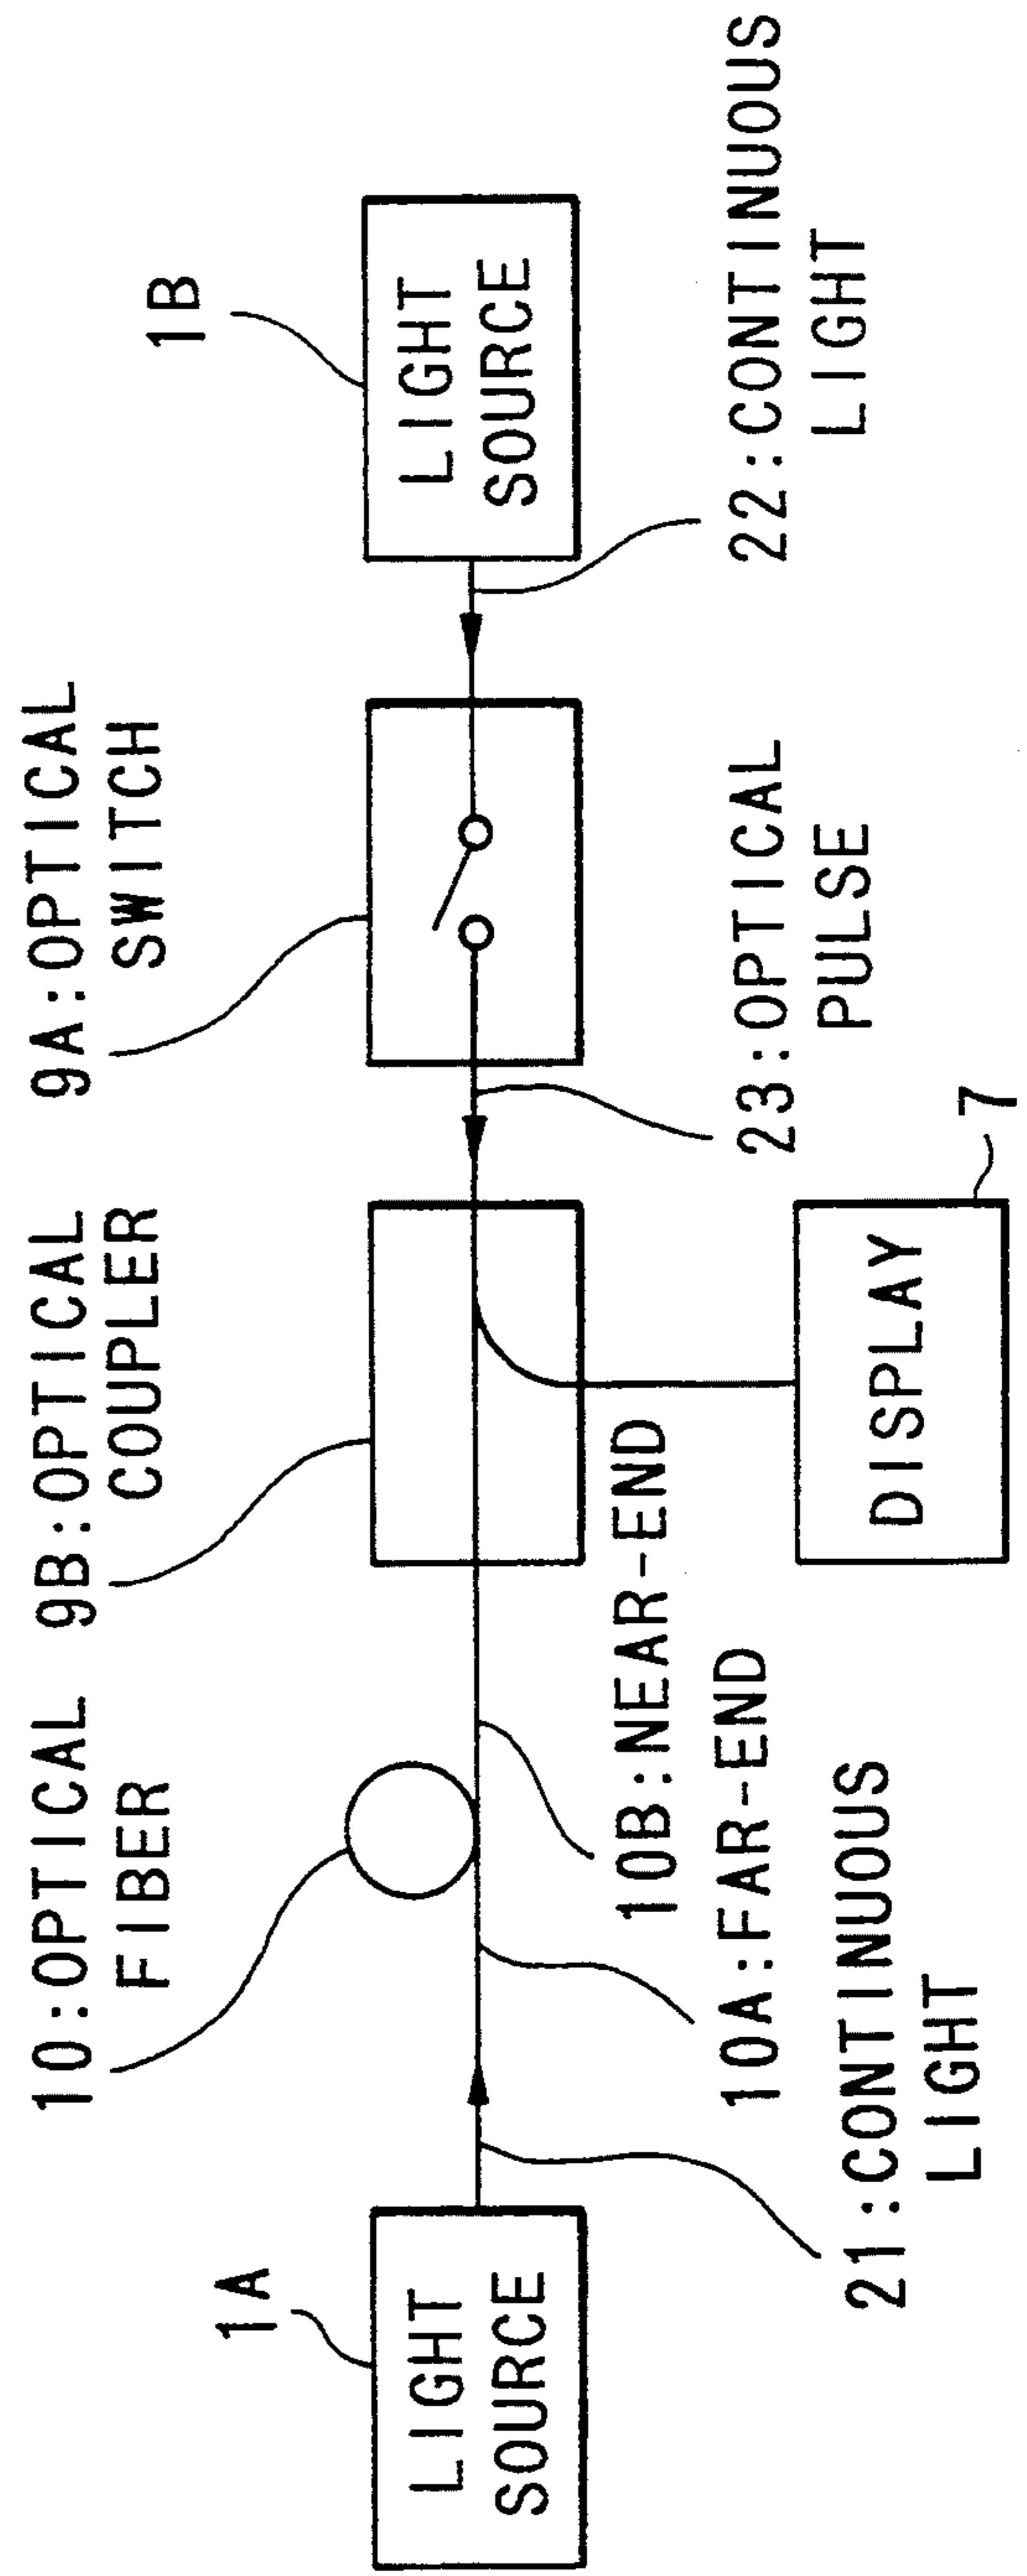 10:OPTICAL
FIBER
9B:OPTICAL
COUPLER
9A:OPTICAL
SWITCH
1A
LIGHT
SOURCE
1B
LIGHT
SOURCE
10B:NEAR-END
10A:FAR-END
21:CONTINUOUS
LIGHT
23:OPTICAL
PULSE
22:CONTINUOUS
LIGHT
7
DISPLAY